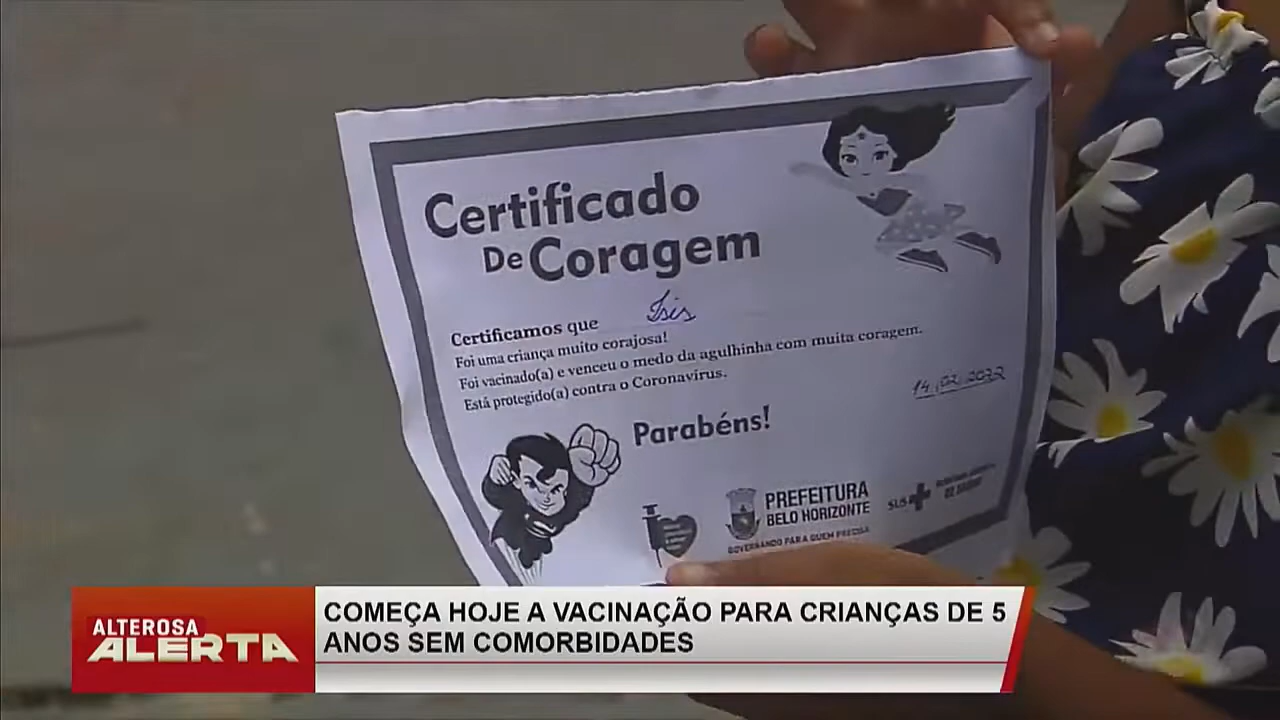 Certificado
De Coragem
Certificamos que Isis
Foi uma criança muito corajosa!
Foi vacinado(a) e venceu o medo da agulhinha com muita coragem.
Está protegido(a) contra o Coronavírus.
14.02.2022
Parabéns!
PREFEITURA
BELO HORIZONTE
GOVERNANDO PARA QUEM PRECISA
SUS
ALTEROSA
ALERTA
COMEÇA HOJE A VACINAÇÃO PARA CRIANÇAS DE 5
ANOS SEM COMORBIDADES